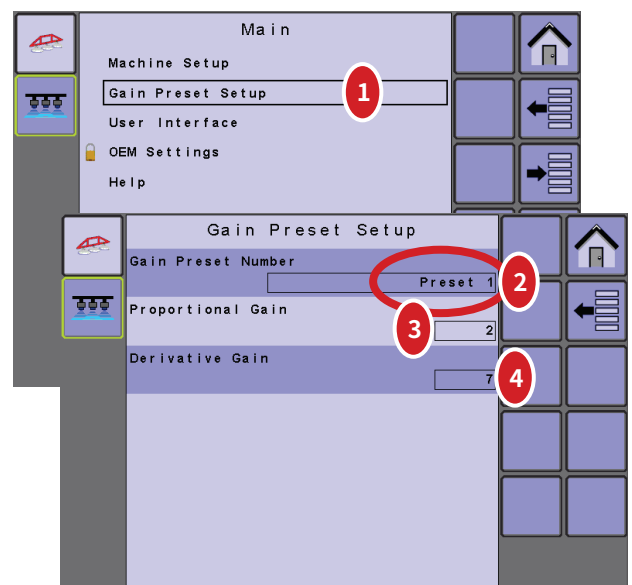 Main
Machine Setup
Gain Preset Setup
1
User Interface
OEM Settings
Help
Gain Preset Setup
Gain Preset Number
Preset 1
2
Proportional Gain
3
2
Derivative Gain
7
4